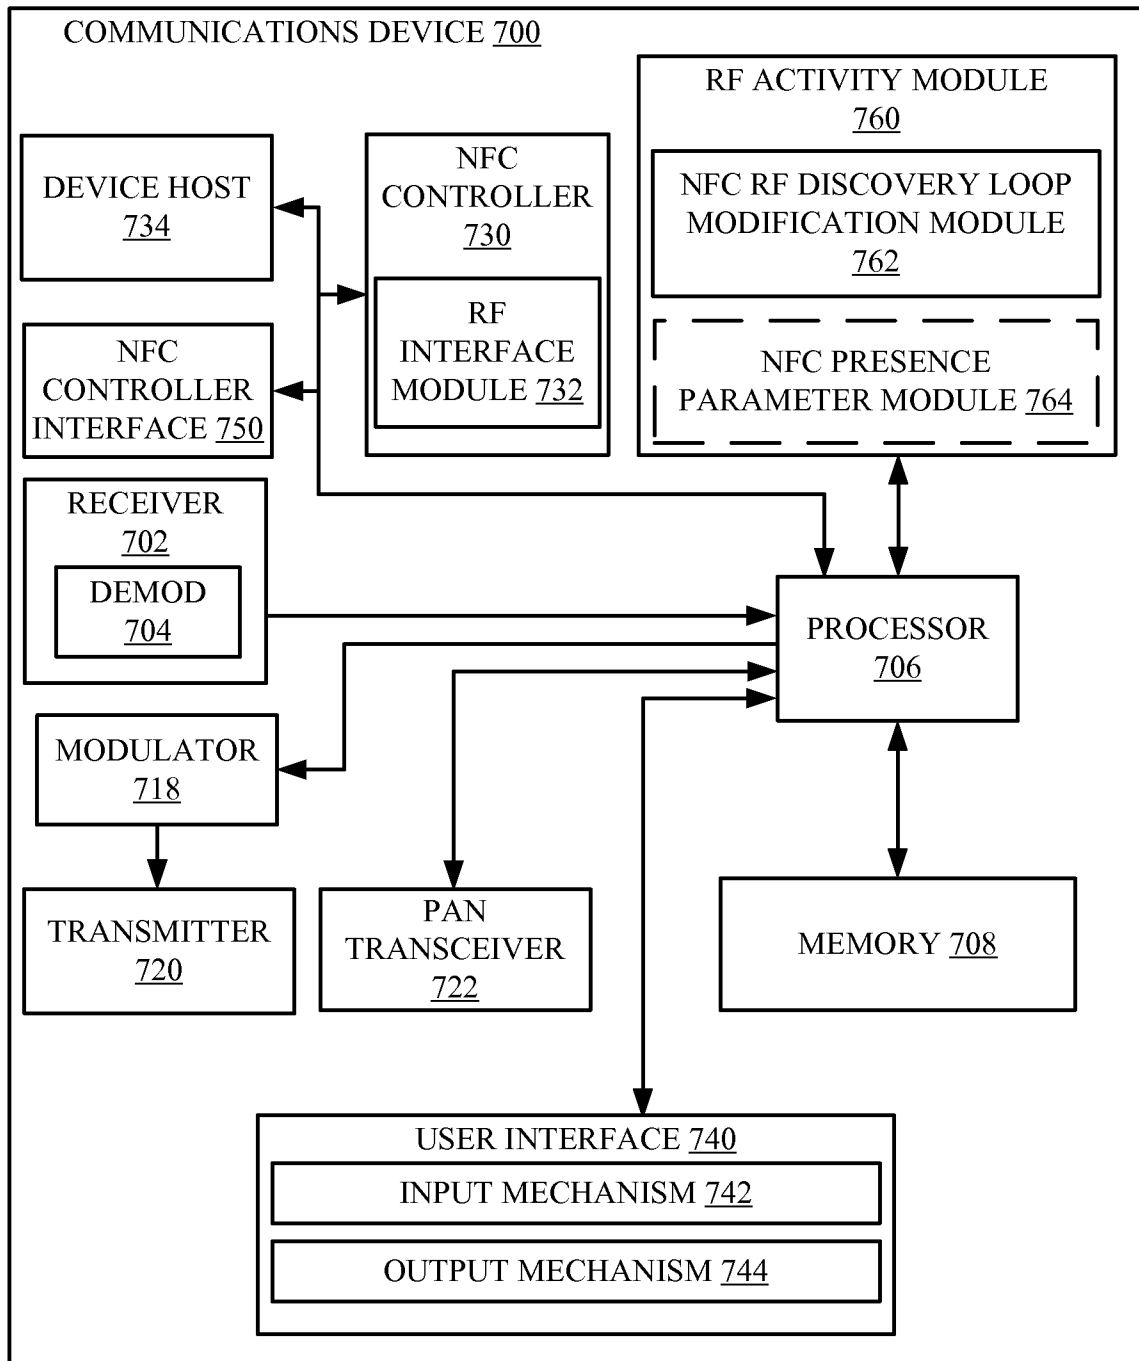 COMMUNICATIONS DEVICE 700
RF ACTIVITY MODULE
760
NFC RF DISCOVERY LOOP
MODIFICATION MODULE
762
NFC PRESENCE
PARAMETER MODULE 764
DEVICE HOST
734
NFC
CONTROLLER
730
RF
INTERFACE
MODULE 732
NFC
CONTROLLER
INTERFACE 750
RECEIVER
702
DEMOD
704
PROCESSOR
706
MODULATOR
718
TRANSMITTER
720
PAN
TRANSCEIVER
722
MEMORY 708
USER INTERFACE 740
INPUT MECHANISM 742
OUTPUT MECHANISM 744